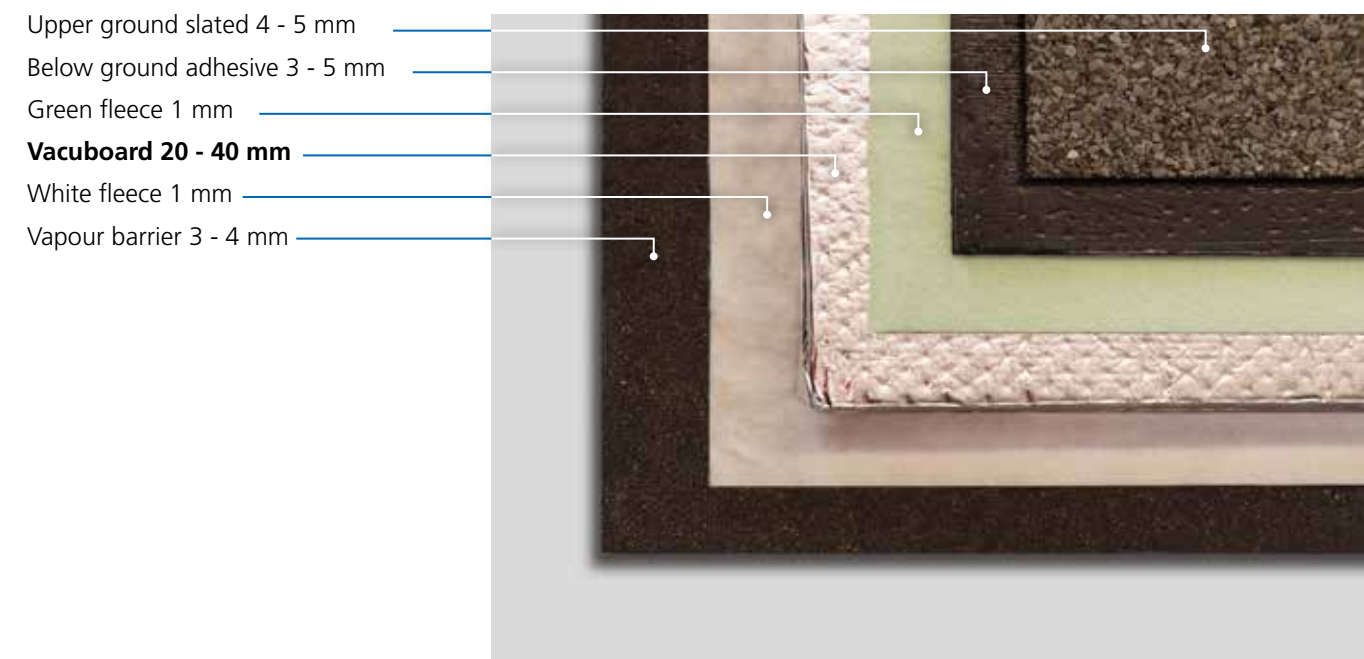 Upper ground slated 4 - 5 mm
Below ground adhesive 3 - 5 mm
Green fleece 1 mm
Vacuboard 20 - 40 mm
White fleece 1 mm
Vapour barrier 3 - 4 mm